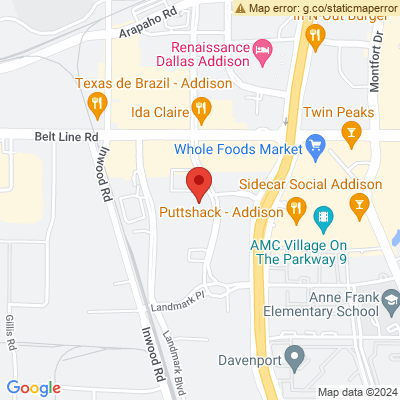 Map error: g.co/staticmaperror
Arapaho Rd
In N Out Burger
Renaissance
Dallas Addison
Montfort Dr
Texas de Brazil - Addison
Ida Claire
Twin Peaks
Belt Line Rd
Whole Foods Market
Inwood Rd
Sidecar Social Addison
Puttshack - Addison
AMC Village On
The Parkway 9
Landmark Pl
Anne Frank
Elementary School
Gillis Rd
Inwood Rd
Landmark Blvd
Davenport
Google
Map data ©2024